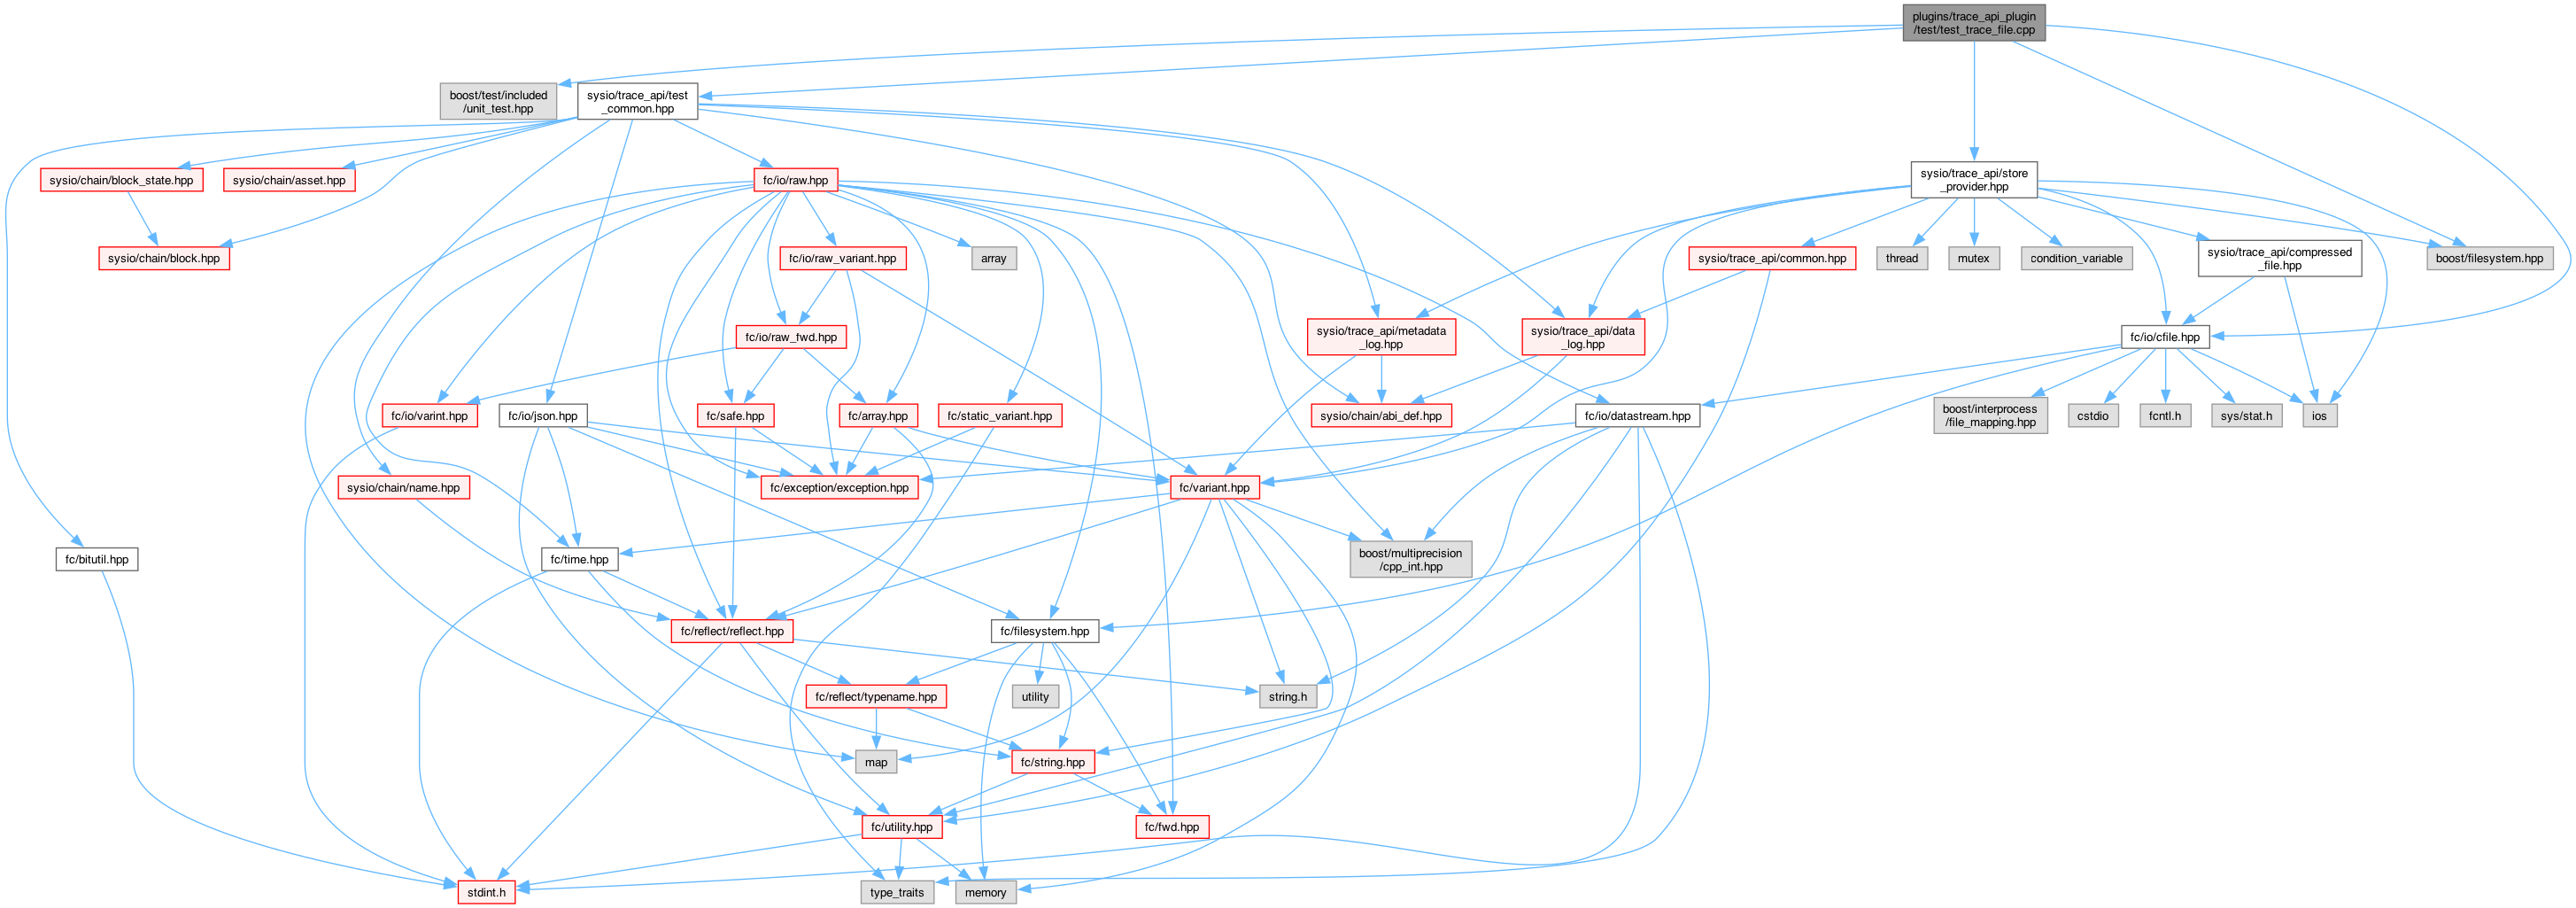 plugins/trace_api_plugin
/test/test_trace_file.cpp
boost/test/included
/unit_test.hpp
sysio/trace_api/test
_common.hpp
sysio/chain/block_state.hpp
sysio/chain/asset.hpp
fc/io/raw.hpp
sysio/trace_api/store
_provider.hpp
sysio/chain/block.hpp
fc/io/raw_variant.hpp
array
sysio/trace_api/common.hpp
thread
mutex
condition_variable
sysio/trace_api/compressed
_file.hpp
boost/filesystem.hpp
fc/io/raw_fwd.hpp
sysio/trace_api/metadata
_log.hpp
sysio/trace_api/data
_log.hpp
fc/io/cfile.hpp
fc/io/varint.hpp
fc/io/json.hpp
fc/safe.hpp
fc/array.hpp
fc/static_variant.hpp
sysio/chain/abi_def.hpp
fc/io/datastream.hpp
boost/interprocess
/file_mapping.hpp
cstdio
fcntl.h
sys/stat.h
ios
sysio/chain/name.hpp
fc/exception/exception.hpp
fc/variant.hpp
fc/bitutil.hpp
fc/time.hpp
boost/multiprecision
/cpp_int.hpp
fc/reflect/reflect.hpp
fc/filesystem.hpp
fc/reflect/typename.hpp
utility
string.h
map
fc/string.hpp
fc/utility.hpp
fc/fwd.hpp
stdint.h
type_traits
memory